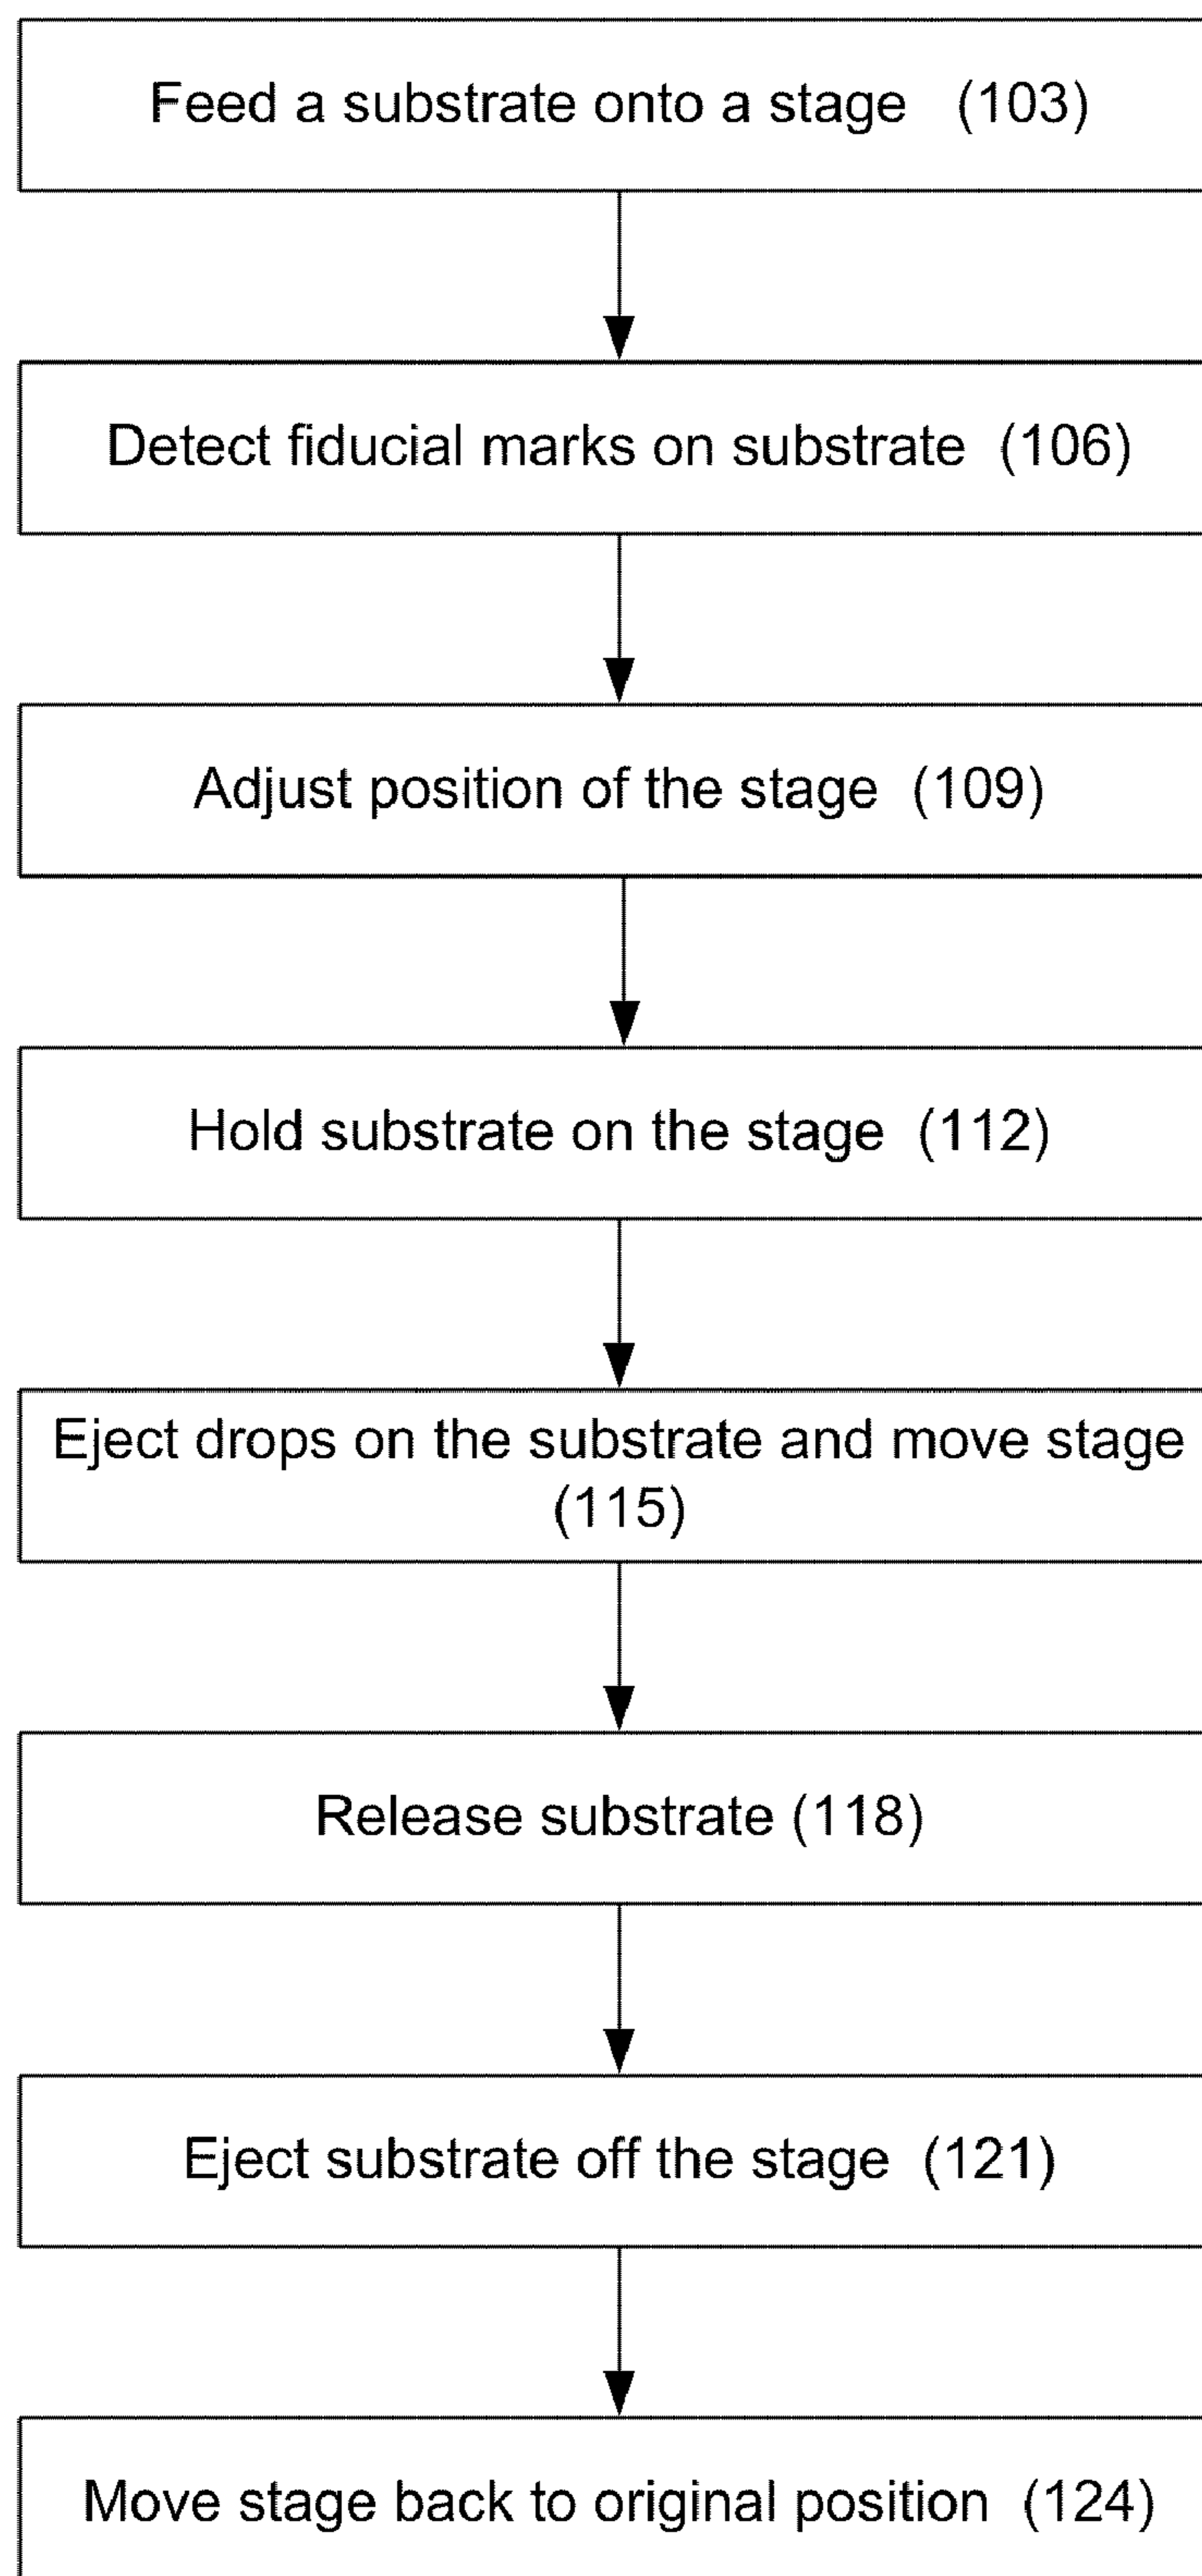 Feed a substrate onto a stage (103)
Detect fiducial marks on substrate (106)
Adjust position of the stage (109)
Hold substrate on the stage (112)
Eject drops on the substrate and move stage
(115)
Release substrate (118)
Eject substrate off the stage (121)
Move stage back to original position (124)